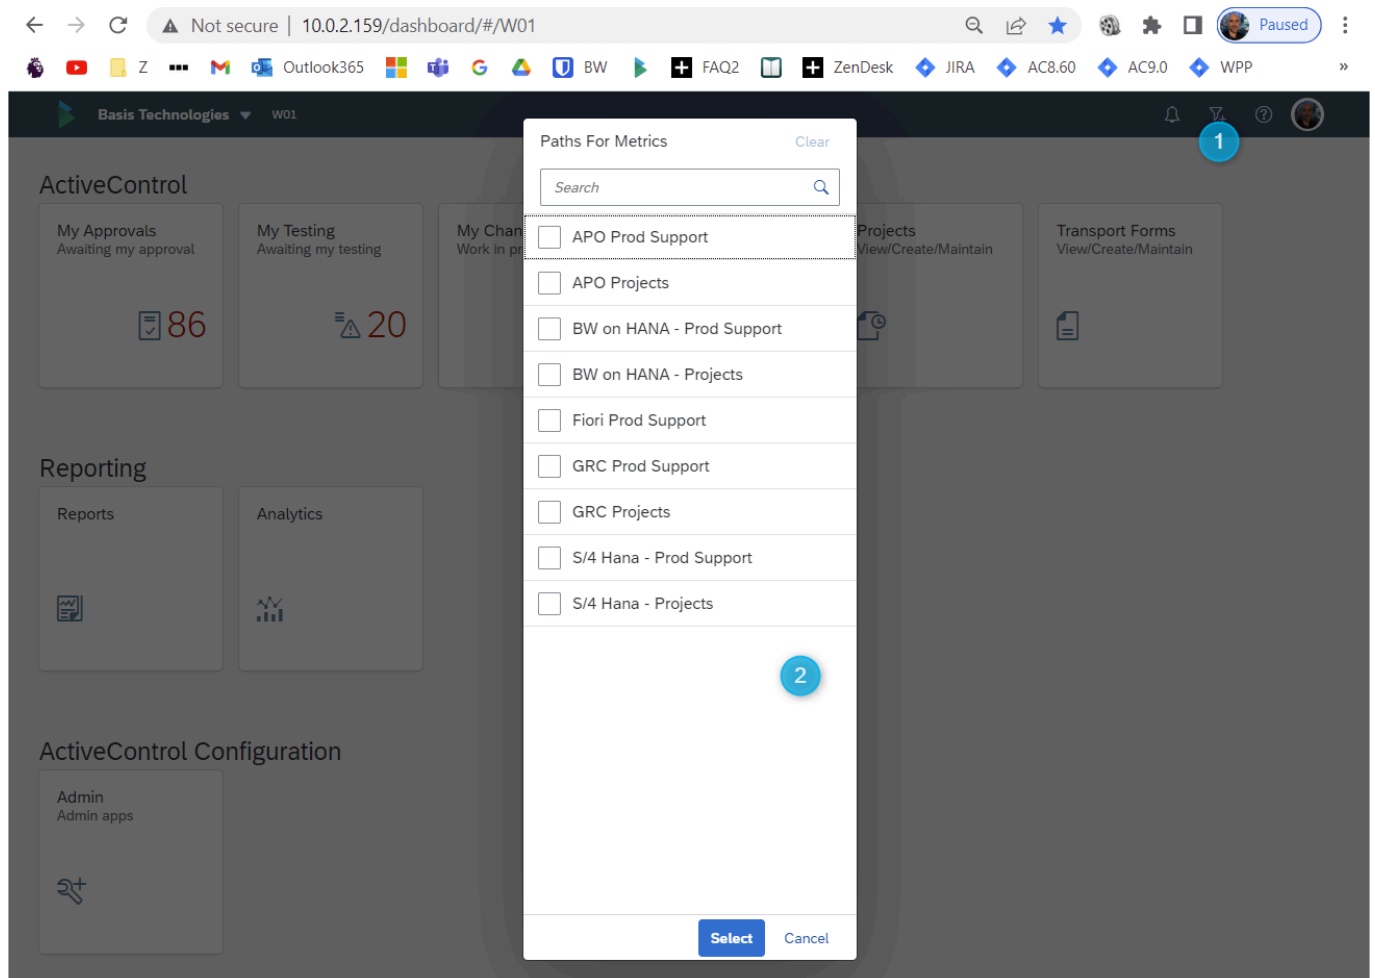 Not secure | 10.0.2.159/dashboard/#/W01
Paused
Z
Outlook365
G
BW
FAQ2
ZenDesk
JIRA
AC8.60
AC9.0
WPP
»
Basis Technologies
W01
1
Paths For Metrics
Clear
Search
ActiveControl
My Approvals
Awaiting my approval
86
My Testing
Awaiting my testing
20
My Chan
Work in pr
Projects
View/Create/Maintain
Transport Forms
View/Create/Maintain
APO Prod Support
APO Projects
BW on HANA - Prod Support
BW on HANA - Projects
Fiori Prod Support
GRC Prod Support
GRC Projects
S/4 Hana - Prod Support
S/4 Hana - Projects
2
Reporting
Reports
Analytics
ActiveControl Configuration
Admin
Admin apps
Select
Cancel